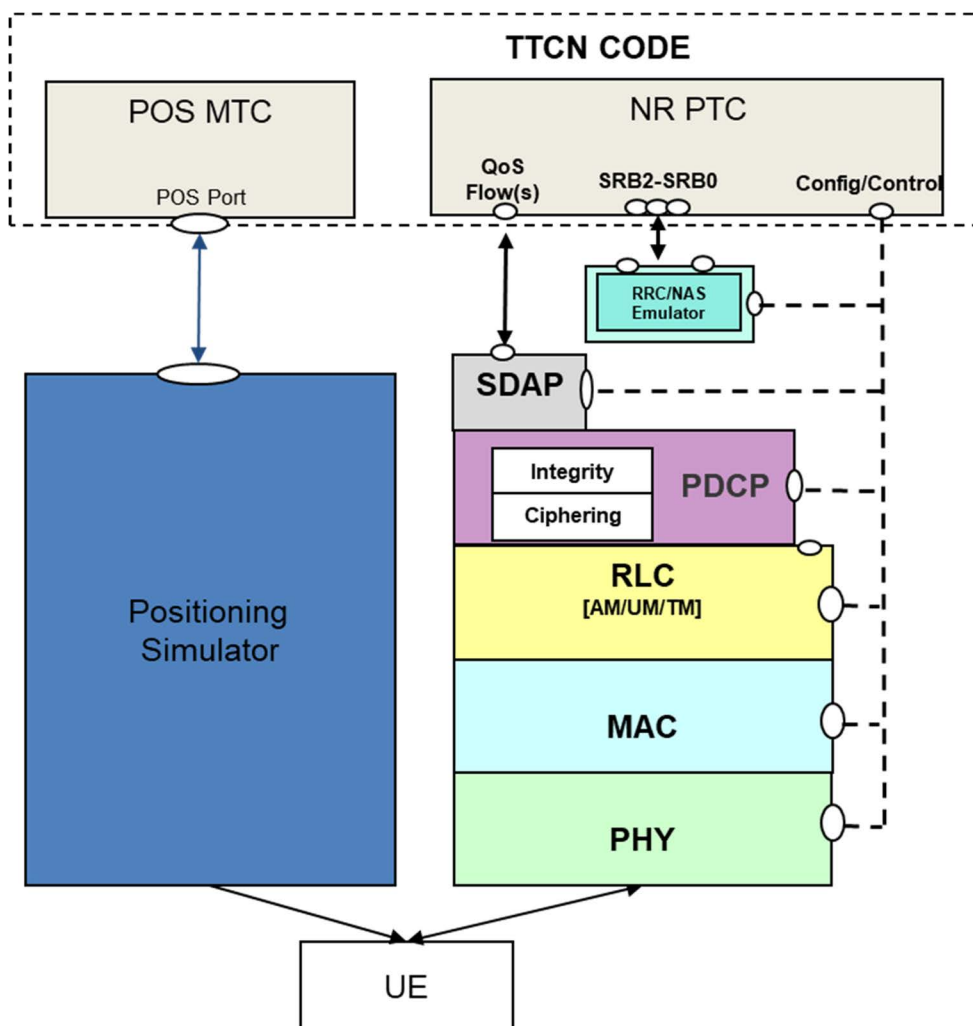 TTCN CODE
POS MTC
POS Port
NR PTC
QoS
Flow(s)
SRB2-SRB0
Config/Control
RRC/NAS
Emulator
SDAP
Integrity
Ciphering
PDCP
RLC
[AM/UM/TM]
Positioning
Simulator
MAC
PHY
UE